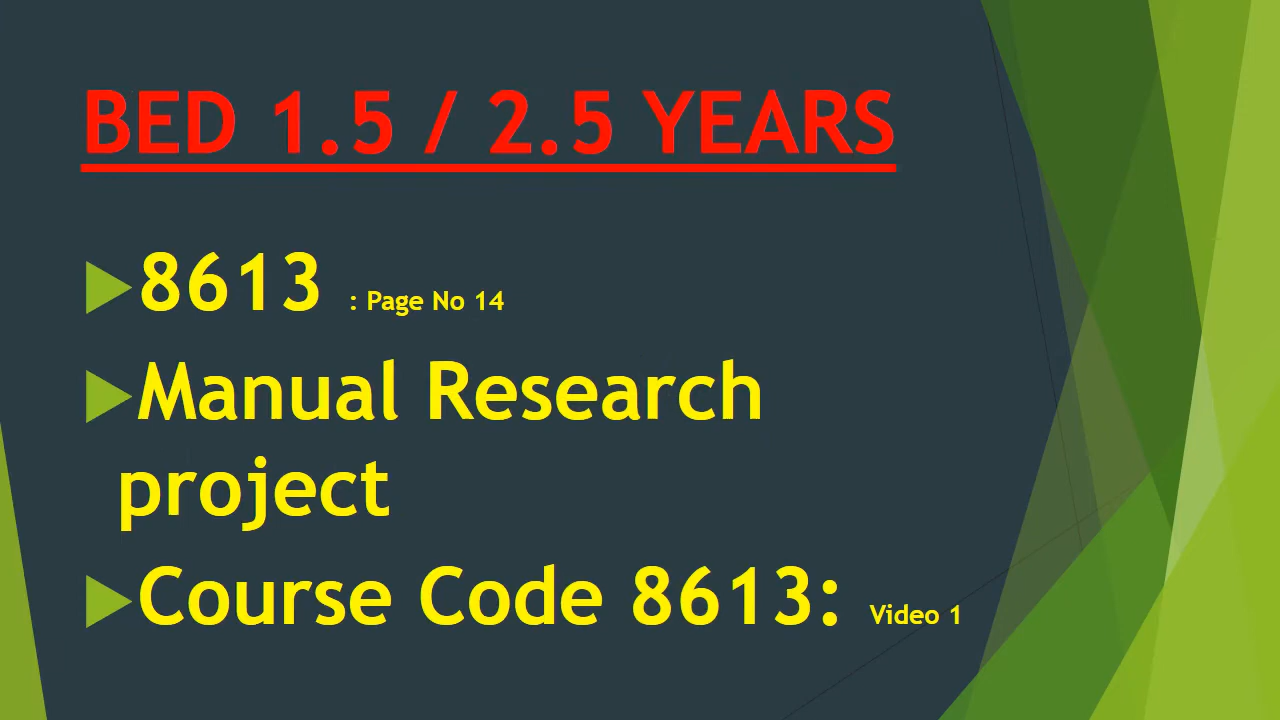 BED 1.5 / 2.5 YEARS
8613 : Page No 14
Manual Research
project
Course Code 8613: Video 1